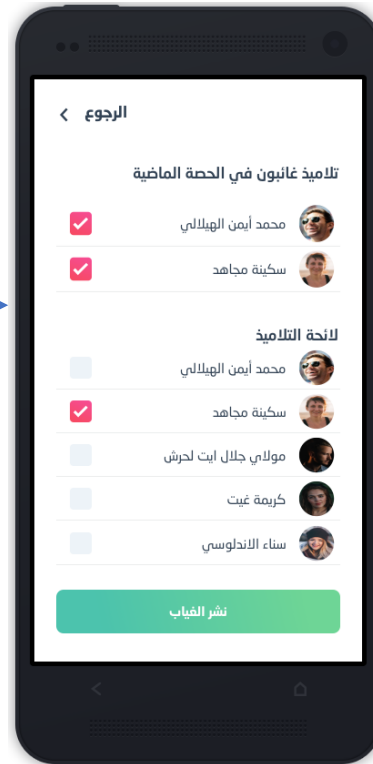 الرجوع
تلاميذ غائبون في الحصة الماضية
محمد أيمن الهيلالي
سكينة مجاهد
لائحة التلاميذ
محمد أيمن الهيلالي
سكينة مجاهد
مولاي جلال ايت لحرش
كريمة غيت
سناء الاندلوسي
نشر الغياب